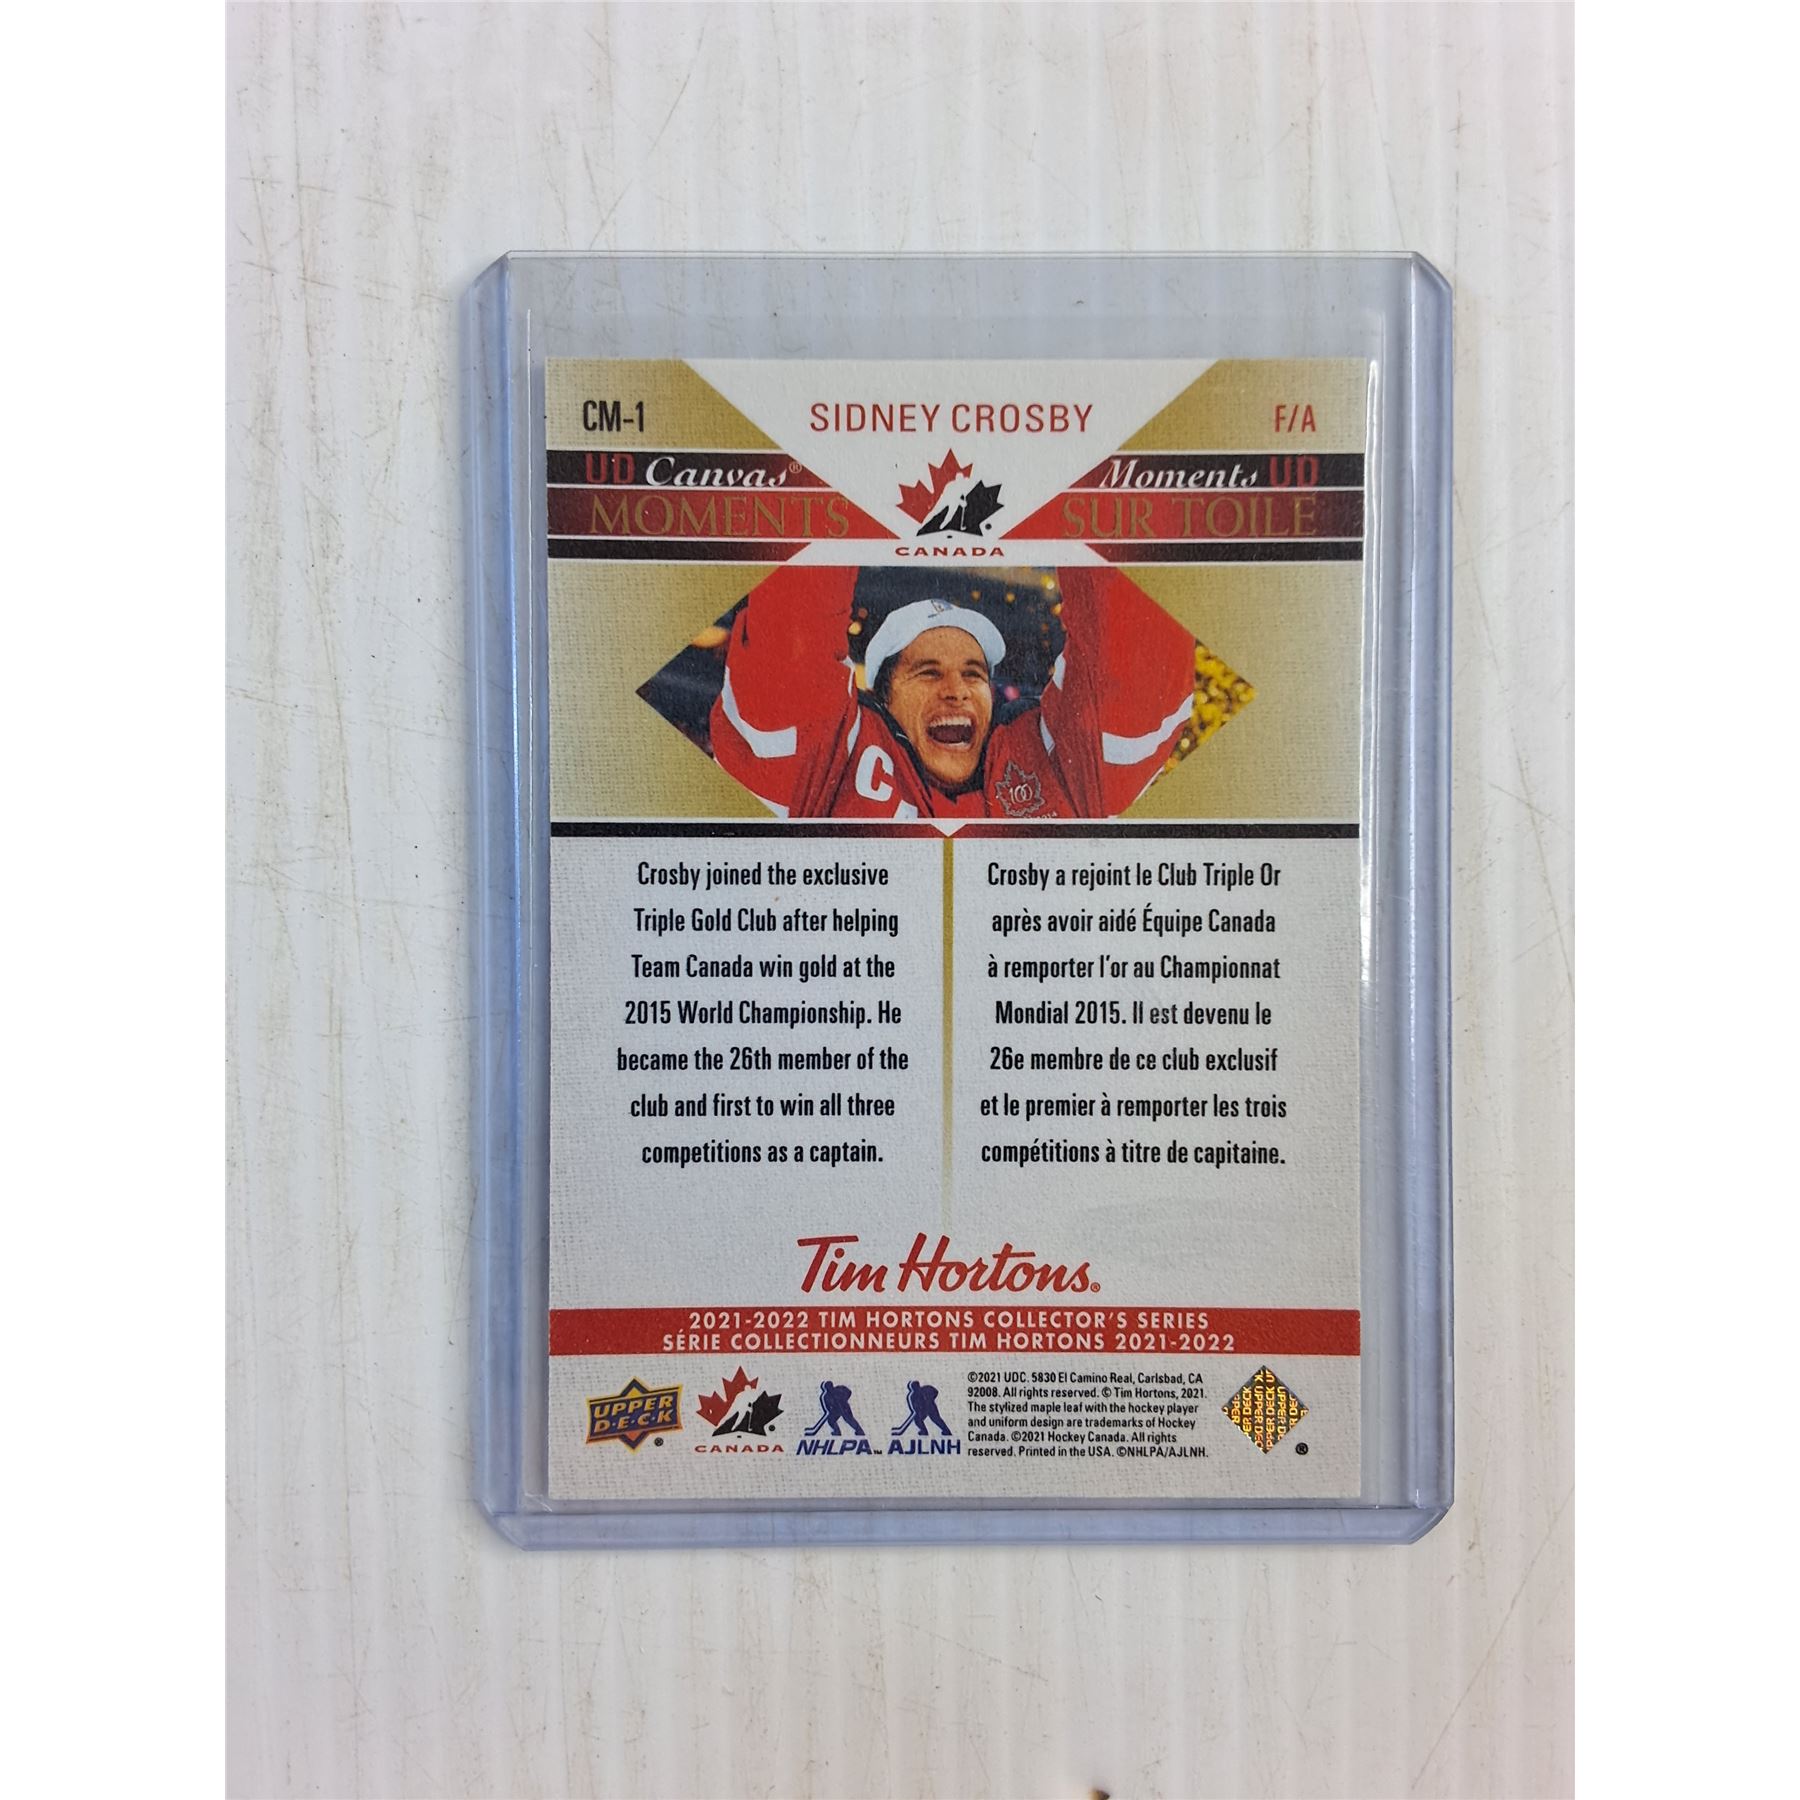 CM-1
SIDNEY CROSBY
F/A
UD Canvas®
MOMENTS
Moments UD
SUR TOILE
CANADA
C
100
Crosby joined the exclusive
Triple Gold Club after helping
Team Canada win gold at the
2015 World Championship. He
became the 26th member of the
club and first to win all three
competitions as a captain.
Crosby a rejoint le Club Triple Or
après avoir aidé Équipe Canada
à remporter l'or au Championnat
Mondial 2015. Il est devenu le
26e membre de ce club exclusif
et le premier à remporter les trois
compétitions à titre de capitaine.
Tim Hortons®
2021-2022 TIM HORTONS COLLECTOR'S SERIES
SÉRIE COLLECTIONNEURS TIM HORTONS 2021-2022
UPPER
D·E·C·K
®
CANADA
NHLPA™
AJLNH
©2021 UDC. 5830 El Camino Real, Carlsbad, CA
92008. All rights reserved. © Tim Hortons, 2021.
The stylized maple leaf with the hockey player
and uniform design are trademarks of Hockey
Canada. ©2021 Hockey Canada. All rights
reserved. Printed in the USA. ©NHLPA/AJLNH.
UPPER DECK
®